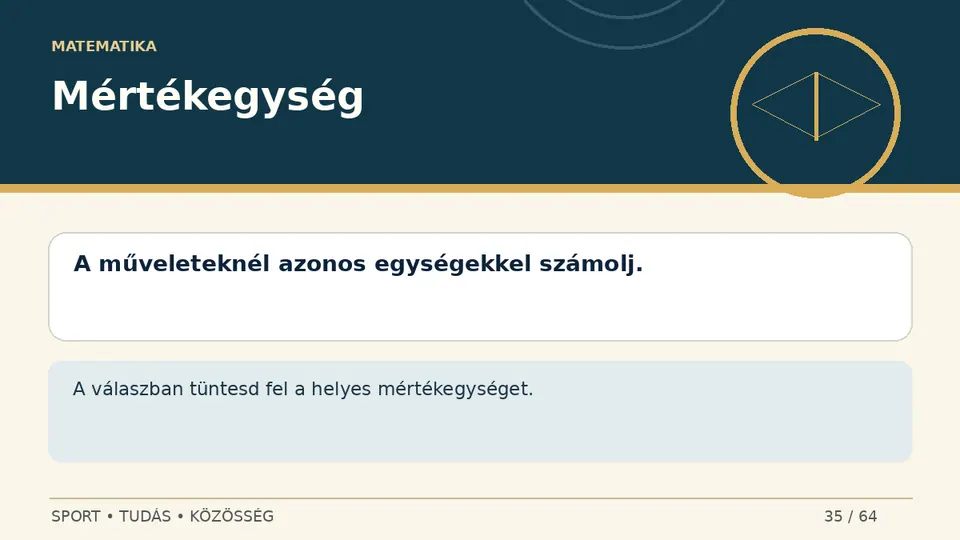 MATEMATIKA
Mértékegység
A műveleteknél azonos egységekkel számolj.
A válaszban tüntesd fel a helyes mértékegységet.
SPORT • TUDÁS • KÖZÖSSÉG
35 / 64